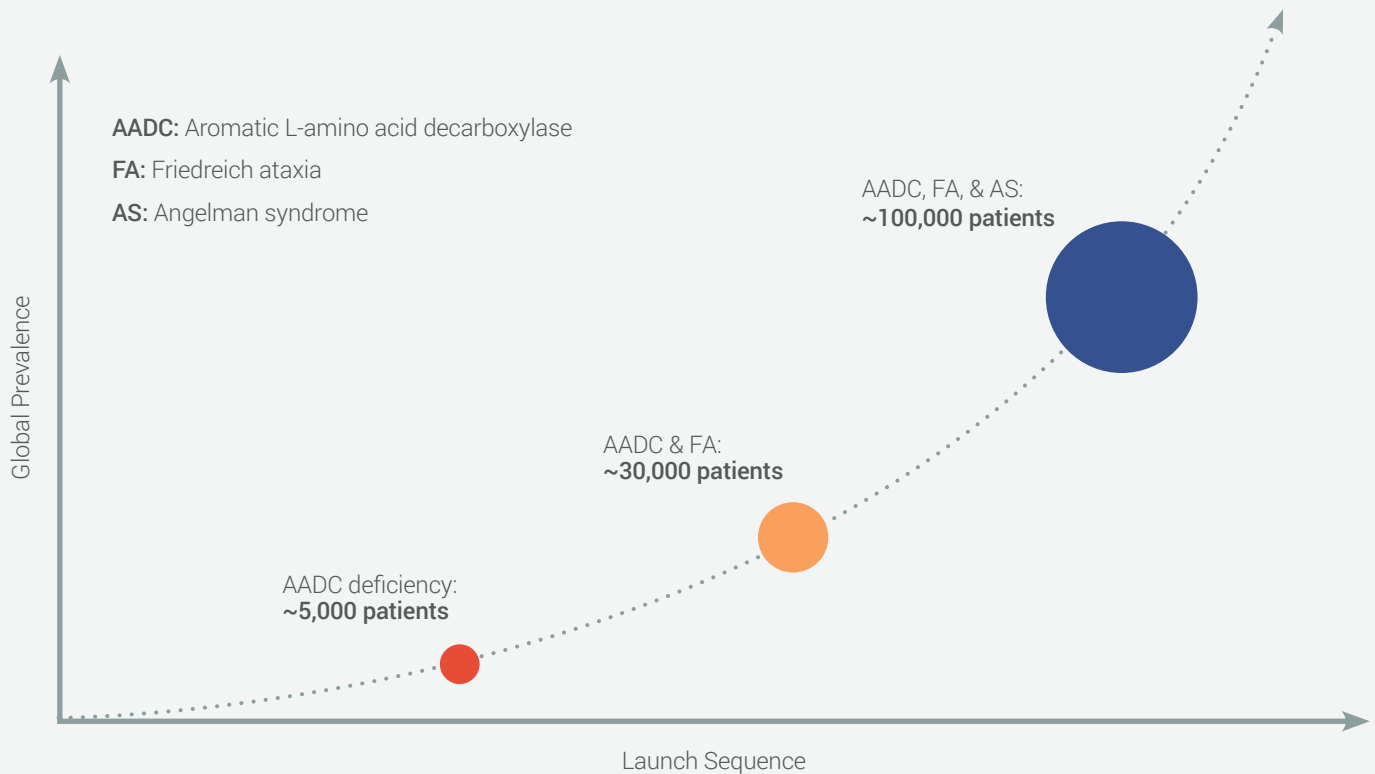 AADC: Aromatic L-amino acid decarboxylase
FA: Friedreich ataxia
AS: Angelman syndrome
AADC, FA, & AS:
~100,000 patients
Global Prevalence
AADC & FA:
~30,000 patients
AADC deficiency:
~5,000 patients
Launch Sequence